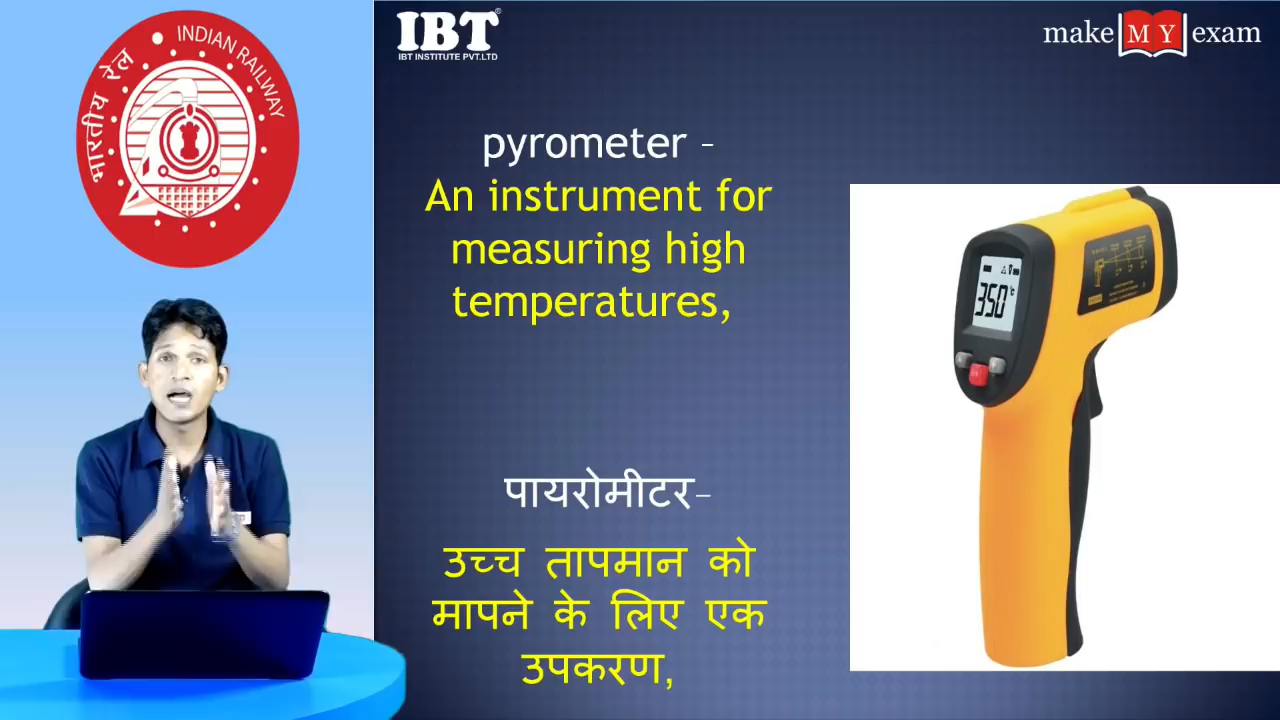 INDIAN RAILWAY
भारतीय रेल
IBT
IBT INSTITUTE PVT.LTD
make MY exam
pyrometer –
An instrument for
measuring high
temperatures,
350 °C
पायरोमीटर–
उच्च तापमान को
मापने के लिए एक
उपकरण,